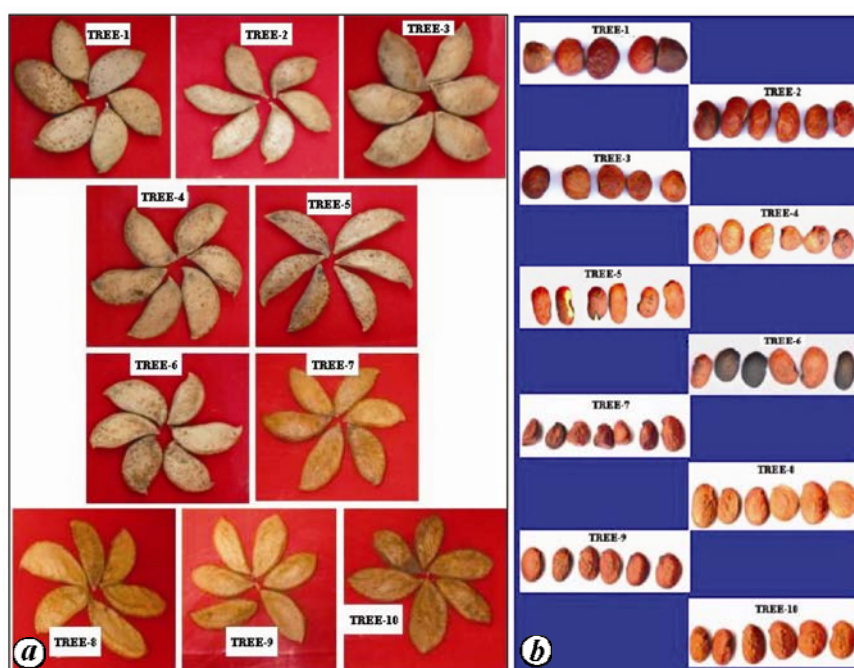 TREE-1
TREE-2
TREE-3
TREE-4
TREE-5
TREE-6
TREE-7
TREE-8
TREE-9
TREE-10
a
TREE-1
TREE-2
TREE-3
TREE-4
TREE-5
TREE-6
TREE-7
TREE-8
TREE-9
TREE-10
b